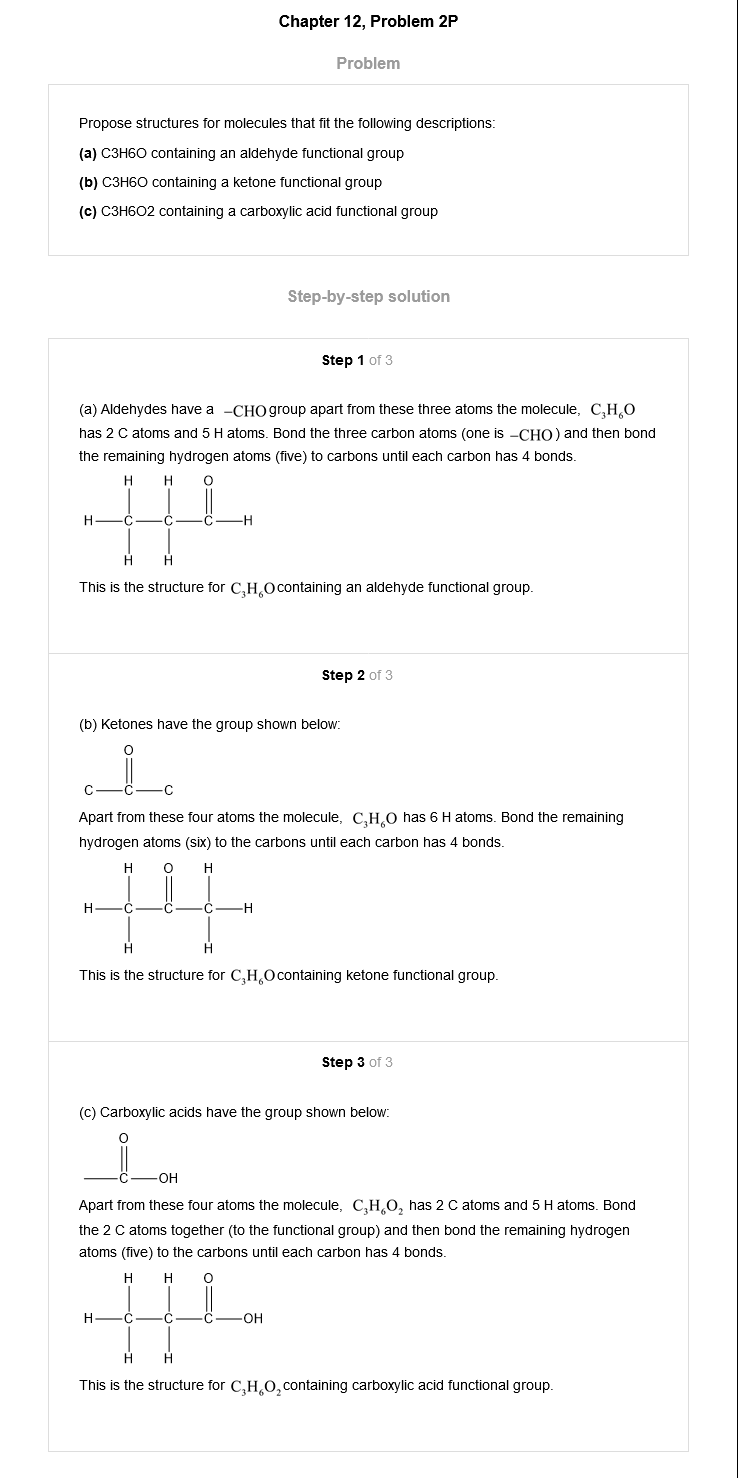 Chapter 12, Problem 2P
Problem
Propose structures for molecules that fit the following descriptions:
(a) C3H6O containing an aldehyde functional group
(b) C3H6O containing a ketone functional group
(c) C3H6O2 containing a carboxylic acid functional group
Step-by-step solution
Step 1 of 3
(a) Aldehydes have a –CHO group apart from these three atoms the molecule, C₃H₆O
has 2 C atoms and 5 H atoms. Bond the three carbon atoms (one is –CHO) and then bond
the remaining hydrogen atoms (five) to carbons until each carbon has 4 bonds.
H H O
H C C C H
H H
This is the structure for C₃H₆O containing an aldehyde functional group.
Step 2 of 3
(b) Ketones have the group shown below:
O
C C C
Apart from these four atoms the molecule, C₃H₆O has 6 H atoms. Bond the remaining
hydrogen atoms (six) to the carbons until each carbon has 4 bonds.
H O H
H C C C H
H H
This is the structure for C₃H₆O containing ketone functional group.
Step 3 of 3
(c) Carboxylic acids have the group shown below:
O
C OH
Apart from these four atoms the molecule, C₃H₆O₂ has 2 C atoms and 5 H atoms. Bond
the 2 C atoms together (to the functional group) and then bond the remaining hydrogen
atoms (five) to the carbons until each carbon has 4 bonds.
H H O
H C C C OH
H H
This is the structure for C₃H₆O₂ containing carboxylic acid functional group.